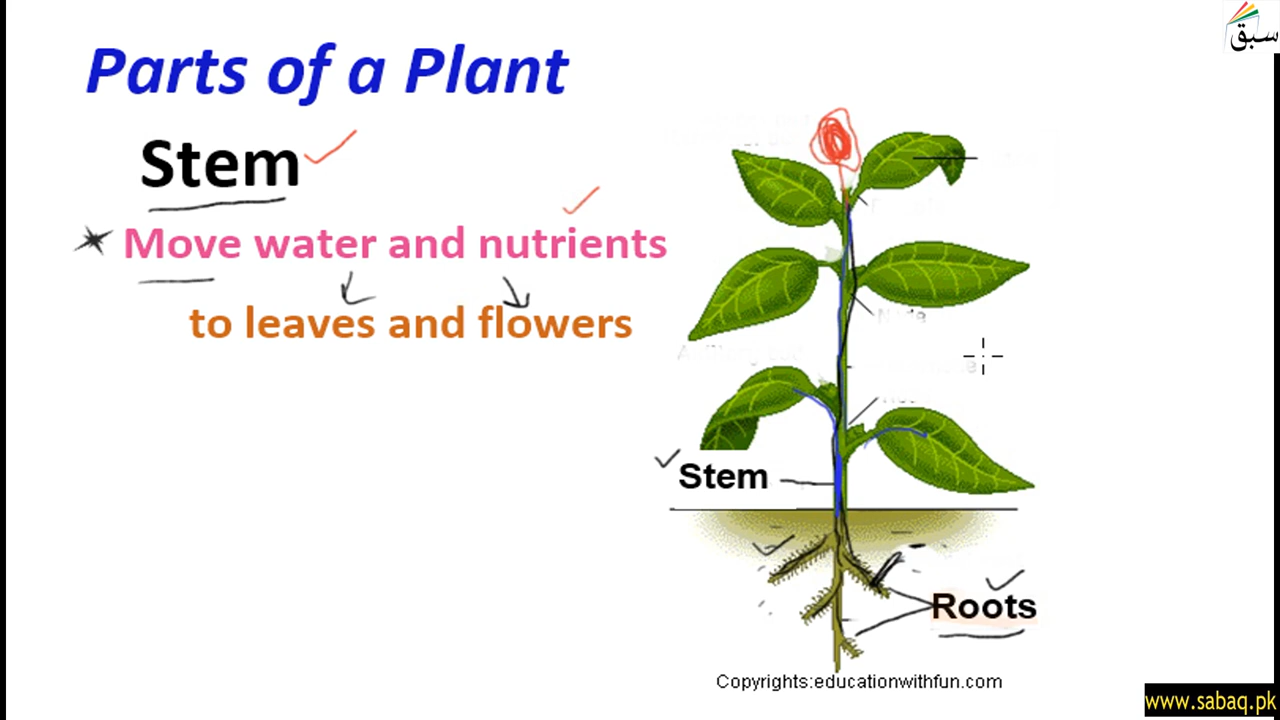 سبق
Parts of a Plant
Stem
Move water and nutrients
to leaves and flowers
Stem
Roots
Copyrights:educationwithfun.com
www.sabaq.pk